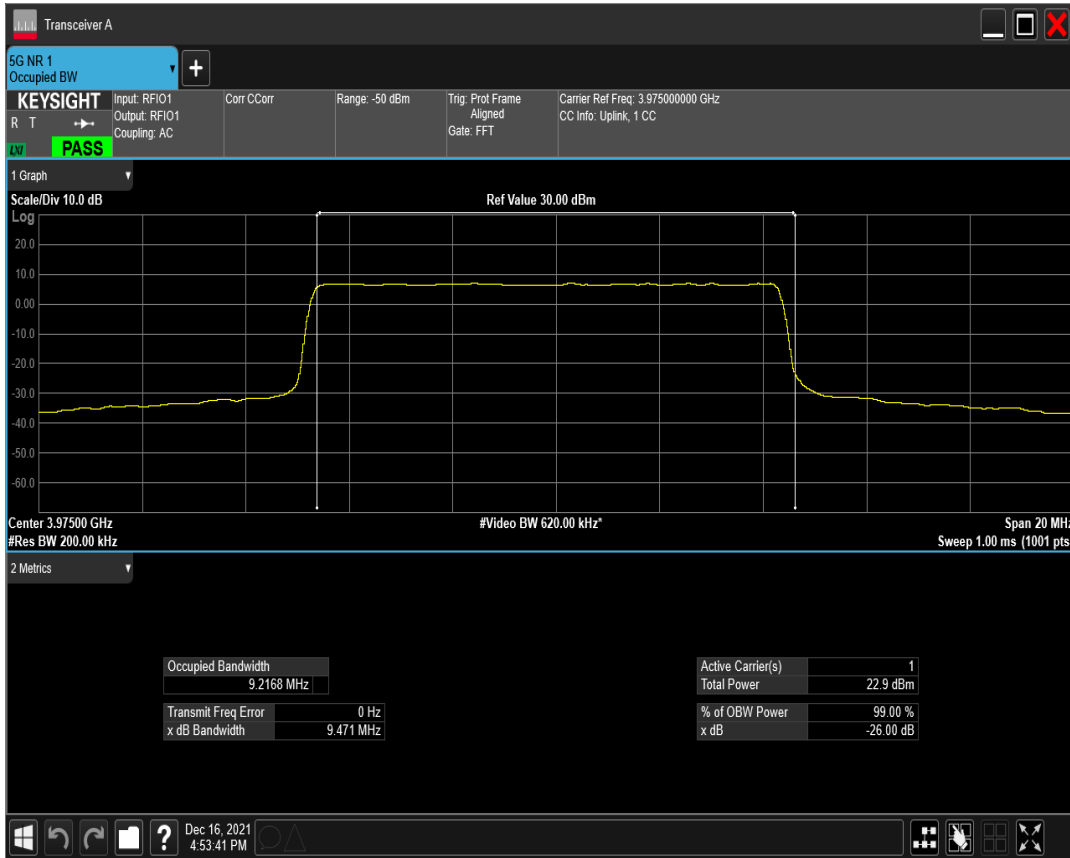 Transceiver A
5G NR 1
Occupied BW
KEYSIGHT
R T
LXI
PASS
Input: RFIO1
Output: RFIO1
Coupling: AC
Corr CCorr
Range: -50 dBm
Trig: Prot Frame
Aligned
Gate: FFT
Carrier Ref Freq: 3.975000000 GHz
CC Info: Uplink, 1 CC
1 Graph
Scale/Div 10.0 dB
Ref Value 30.00 dBm
Log
20.0
10.0
0.00
-10.0
-20.0
-30.0
-40.0
-50.0
-60.0
Center 3.97500 GHz
#Video BW 620.00 kHz*
Span 20 MHz
#Res BW 200.00 kHz
Sweep 1.00 ms (1001 pts
2 Metrics
Occupied Bandwidth
9.2168 MHz
Transmit Freq Error 0 Hz
x dB Bandwidth 9.471 MHz
Active Carrier(s) 1
Total Power 22.9 dBm
% of OBW Power 99.00 %
x dB -26.00 dB
?
Dec 16, 2021
4:53:41 PM